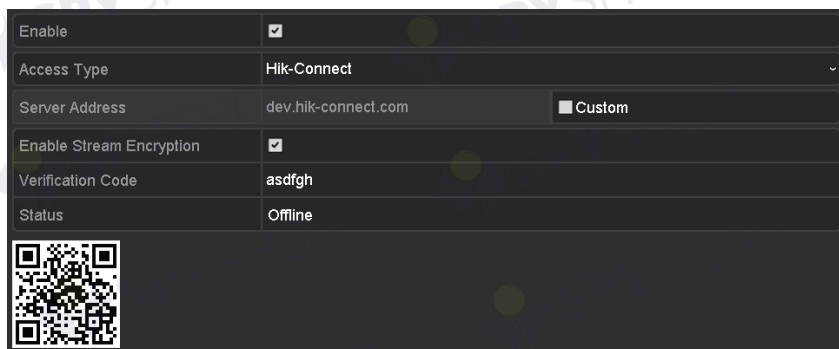 Enable
Access Type Hik-Connect
Server Address dev.hik-connect.com Custom
Enable Stream Encryption
Verification Code asdfgh
Status Offline